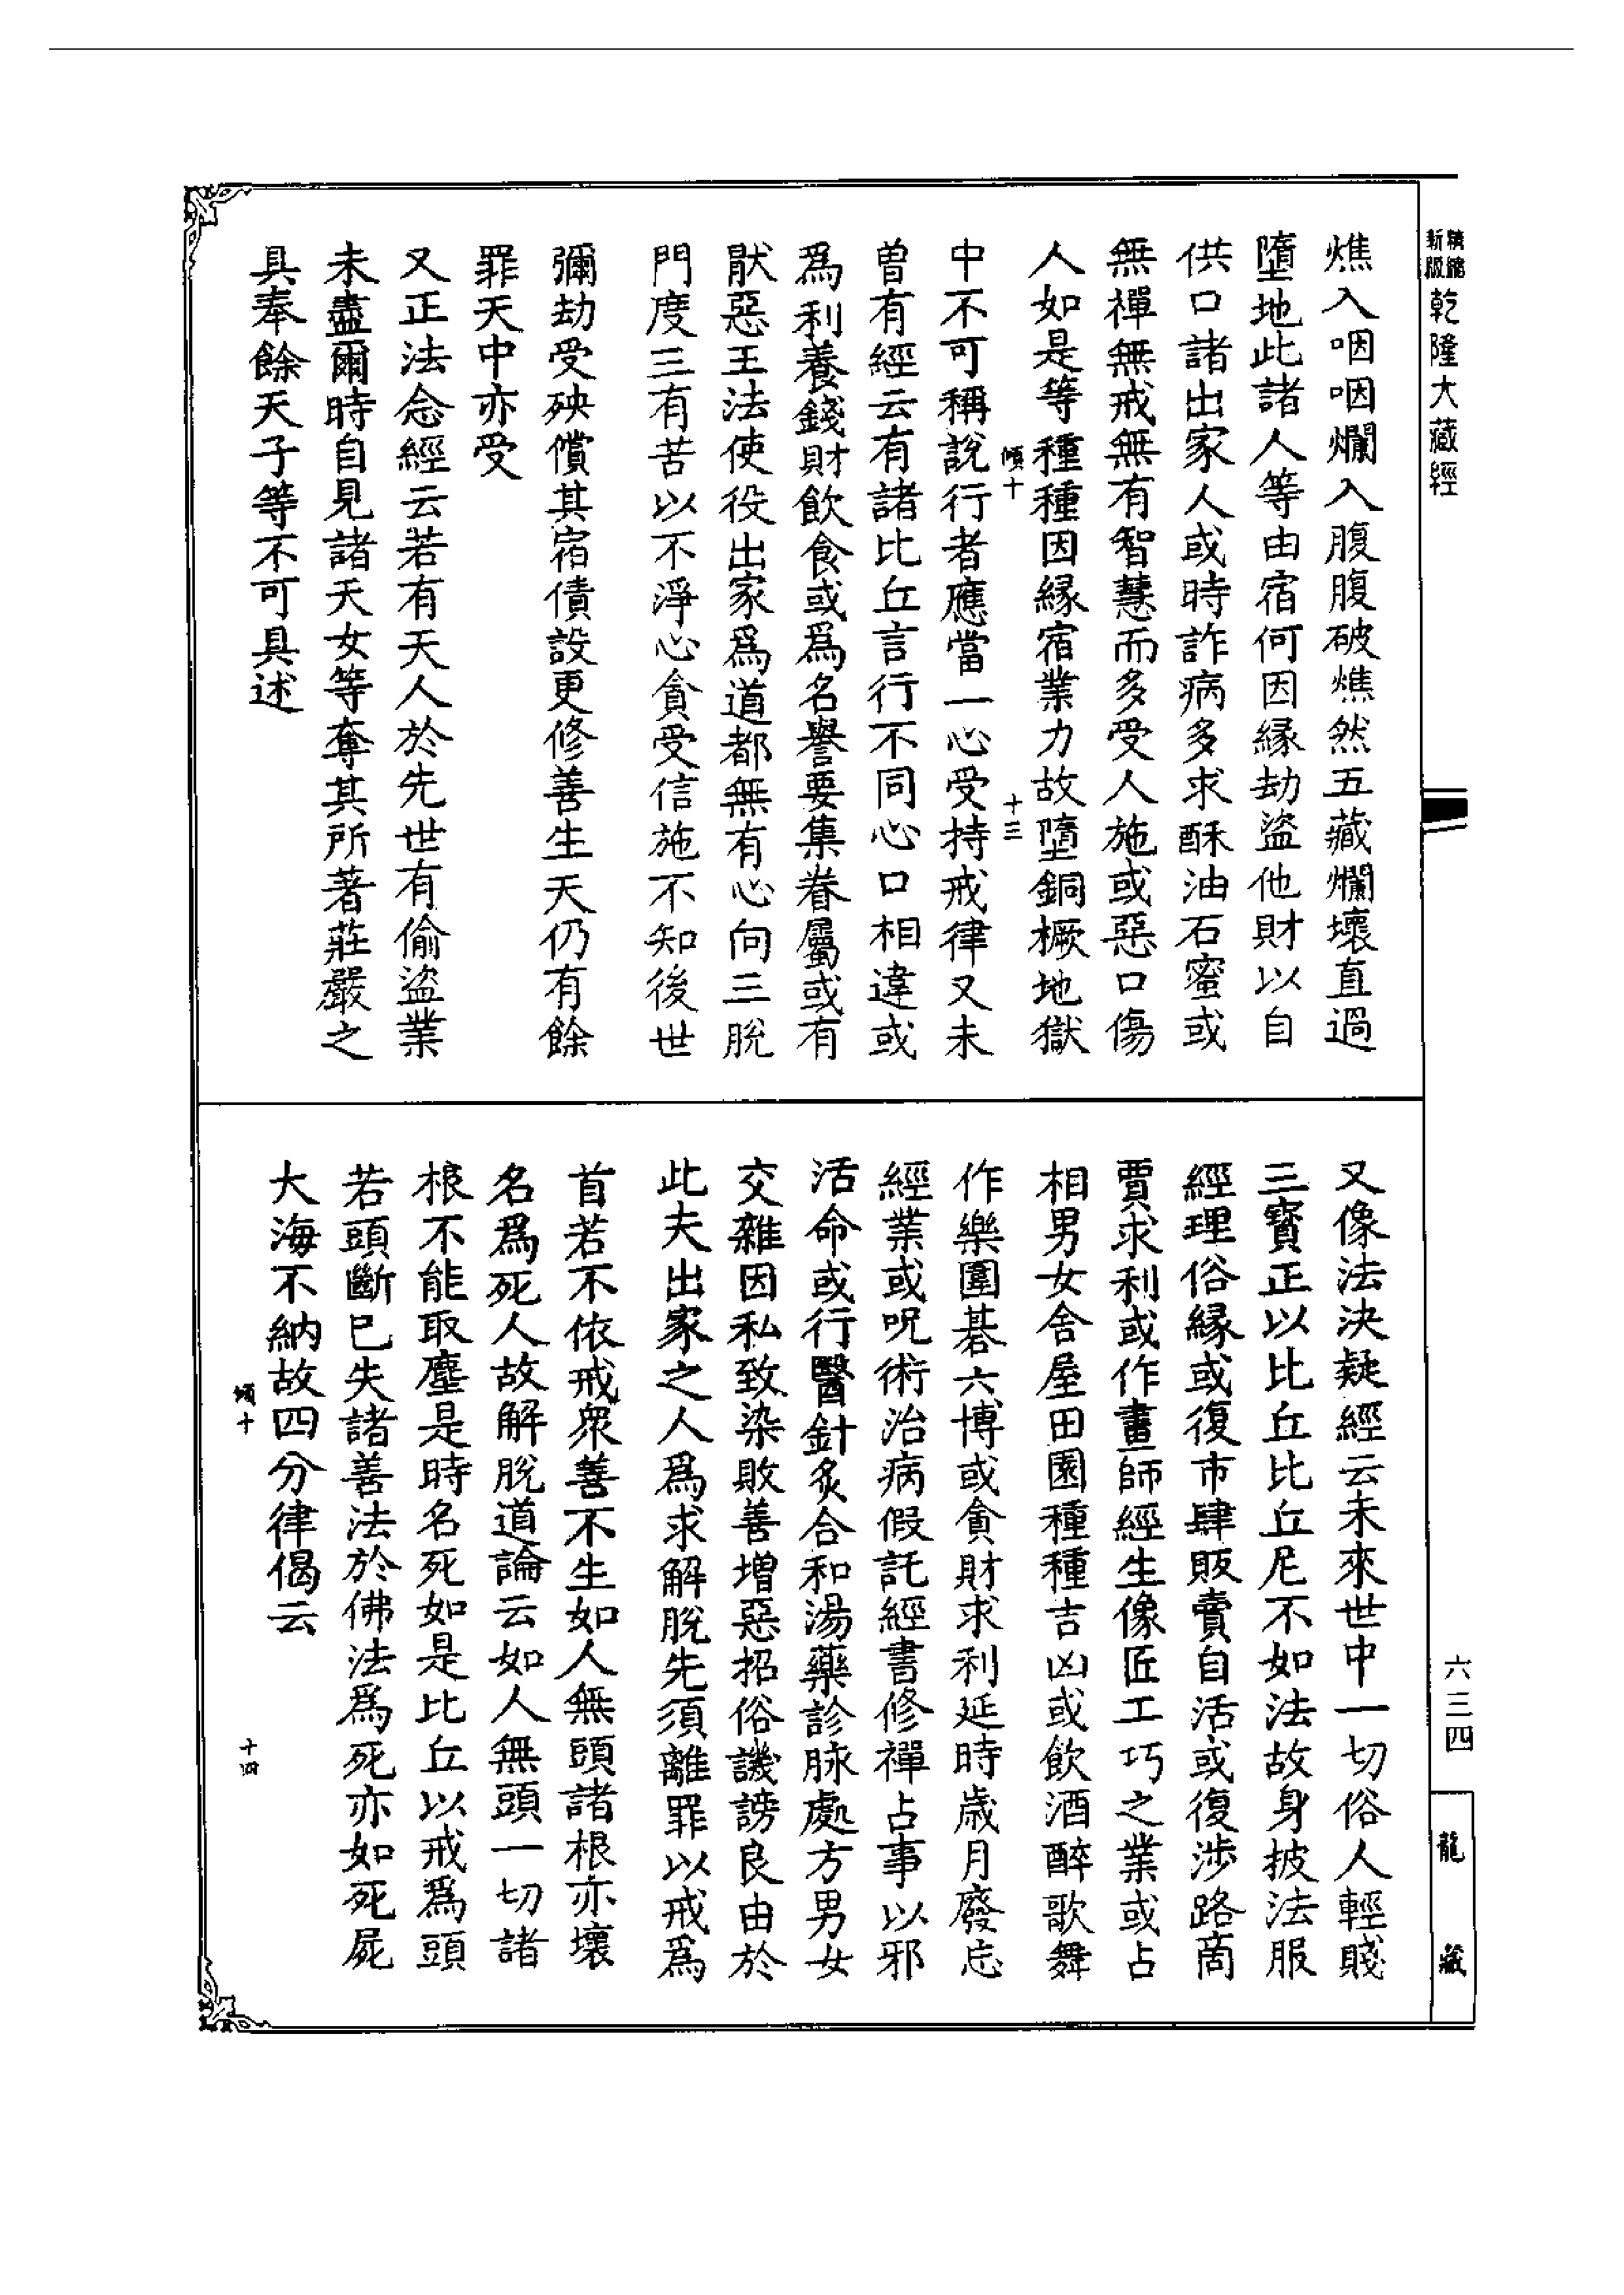 精縮新版乾隆大藏經
燋入咽咽爛入腹腹破燋然五藏爛壞直過
墮地此諸人等由宿何因緣劫盜他財以自
供口諸出家人或時詐病多求酥油石蜜或
無禪無戒無有智慧而多受人施或惡口傷
人如是等種種因緣宿業力故墮銅橛地獄
傾十 十三
中不可稱說行者應當一心受持戒律又未
曾有經云有諸比丘言行不同心口相違或
為利養錢財飲食或為名譽要集眷屬或有
猒惡王法使役出家為道都無有心向三脫
門度三有苦以不淨心貪受信施不知後世
彌劫受殃償其宿債設更修善生天仍有餘
罪天中亦受
又正法念經云若有天人於先世有偷盜業
未盡爾時自見諸天女等奪其所著莊嚴之
具奉餘天子等不可具述
又像法決疑經云未來世中一切俗人輕賤
三寶正以比丘比丘尼不如法故身披法服
經理俗緣或復市肆販賣自活或復涉路商
賈求利或作畫師經生像匠工巧之業或占
相男女舍屋田園種種吉凶或飲酒醉歌舞
作樂圍碁六博或貪財求利延時歲月廢忘
經業或呪術治病假託經書修禪占事以邪
活命或行醫針炙合和湯藥診脉處方男女
交雜因私致染敗善增惡招俗譏謗良由於
此夫出家之人為求解脫先須離罪以戒為
首若不依戒眾善不生如人無頭諸根亦壞
名為死人故解脫道論云如人無頭一切諸
根不能取塵是時名死如是比丘以戒為頭
若頭斷已失諸善法於佛法為死亦如死屍
大海不納故四分律偈云
傾十 十四
六三四
龍藏